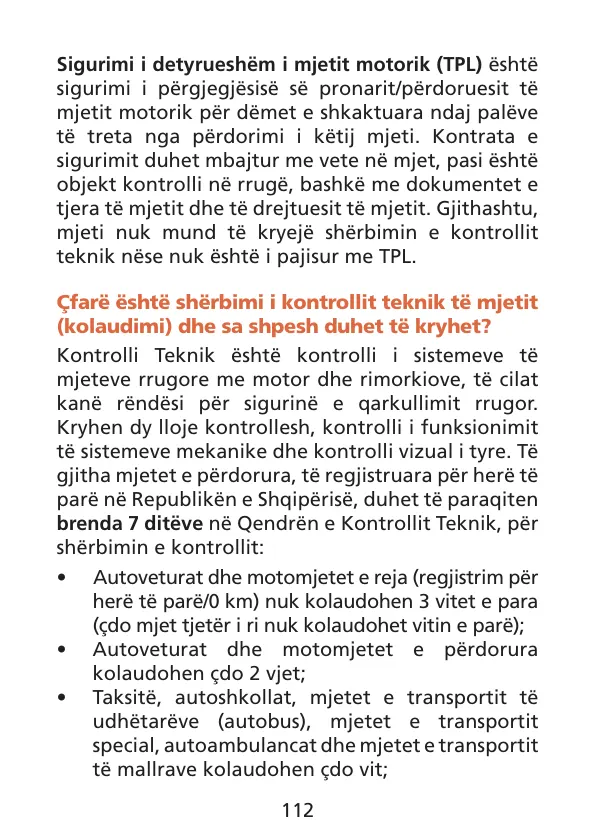 Sigurimi i detyrueshëm i mjetit motorik (TPL) është
sigurimi i përgjegjësisë së pronarit/përdoruesit të
mjetit motorik për dëmet e shkaktuara ndaj palëve
të treta nga përdorimi i këtij mjeti. Kontrata e
sigurimit duhet mbajtur me vete në mjet, pasi është
objekt kontrolli në rrugë, bashkë me dokumentet e
tjera të mjetit dhe të drejtuesit të mjetit. Gjithashtu,
mjeti nuk mund të kryejë shërbimin e kontrollit
teknik nëse nuk është i pajisur me TPL.
Çfarë është shërbimi i kontrollit teknik të mjetit
(kolaudimi) dhe sa shpesh duhet të kryhet?
Kontrolli Teknik është kontrolli i sistemeve të
mjeteve rrugore me motor dhe rimorkiove, të cilat
kanë rëndësi për sigurinë e qarkullimit rrugor.
Kryhen dy lloje kontrollesh, kontrolli i funksionimit
të sistemeve mekanike dhe kontrolli vizual i tyre. Të
gjitha mjetet e përdorura, të regjistruara për herë të
parë në Republikën e Shqipërisë, duhet të paraqiten
brenda 7 ditëve në Qendrën e Kontrollit Teknik, për
shërbimin e kontrollit:
• Autoveturat dhe motomjetet e reja (regjistrim për
herë të parë/0 km) nuk kolaudohen 3 vitet e para
(çdo mjet tjetër i ri nuk kolaudohet vitin e parë);
• Autoveturat dhe motomjetet e përdorura
kolaudohen çdo 2 vjet;
• Taksitë, autoshkollat, mjetet e transportit të
udhëtarëve (autobus), mjetet e transportit
special, autoambulancat dhe mjetet e transportit
të mallrave kolaudohen çdo vit;
112